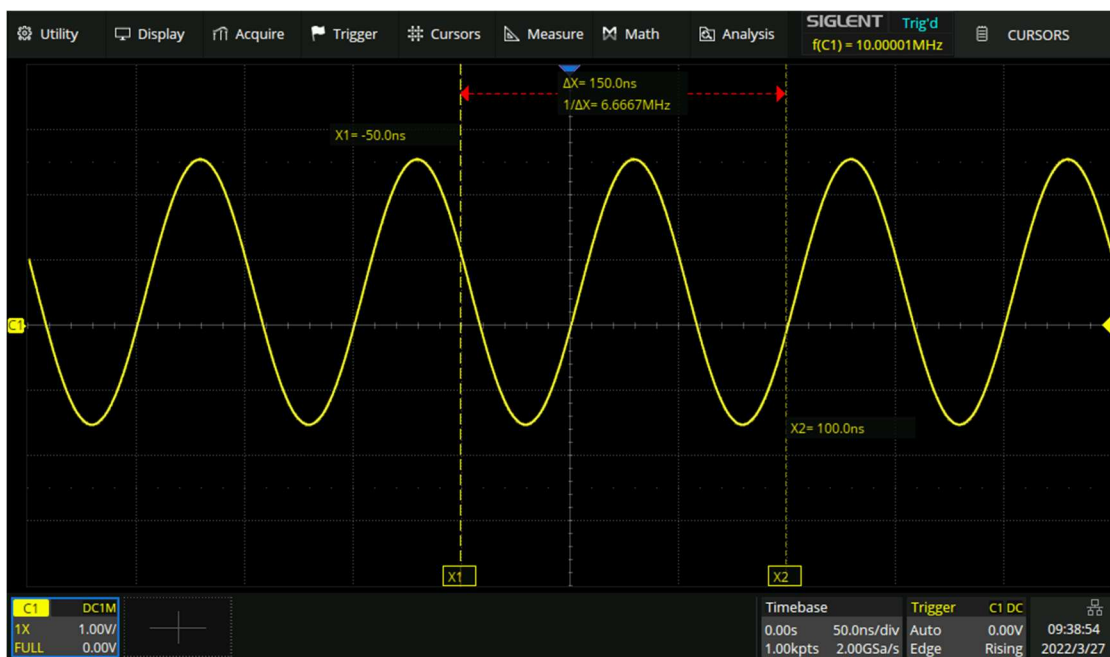 Utility Display Acquire Trigger Cursors Measure Math Analysis
SIGLENT Trig'd
f(C1) = 10.00001MHz
CURSORS
ΔX= 150.0ns
1/ΔX= 6.6667MHz
X1= -50.0ns
C1
X2= 100.0ns
X1 X2
C1 DC1M
1X 1.00V/
FULL 0.00V
Timebase
0.00s 50.0ns/div
1.00kpts 2.00GSa/s
Trigger C1 DC
Auto 0.00V
Edge Rising
09:38:54
2022/3/27